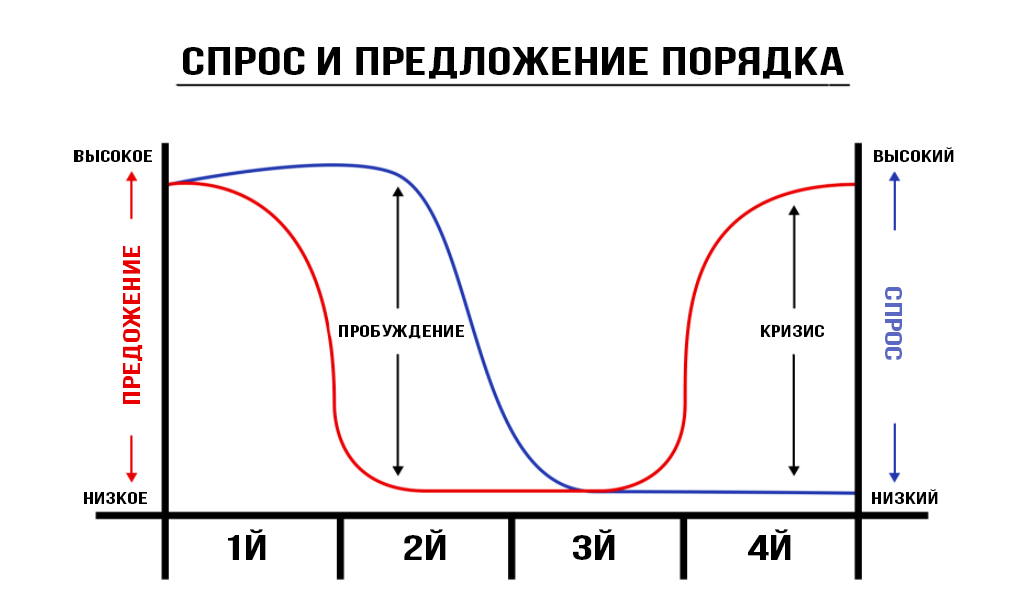 СПРОС И ПРЕДЛОЖЕНИЕ ПОРЯДКА
ВЫСОКОЕ
ВЫСОКИЙ
ПРЕДОЖЕНИЕ
СПРОС
ПРОБУЖДЕНИЕ
КРИЗИС
НИЗКОЕ
НИЗКИЙ
1Й
2Й
3Й
4Й